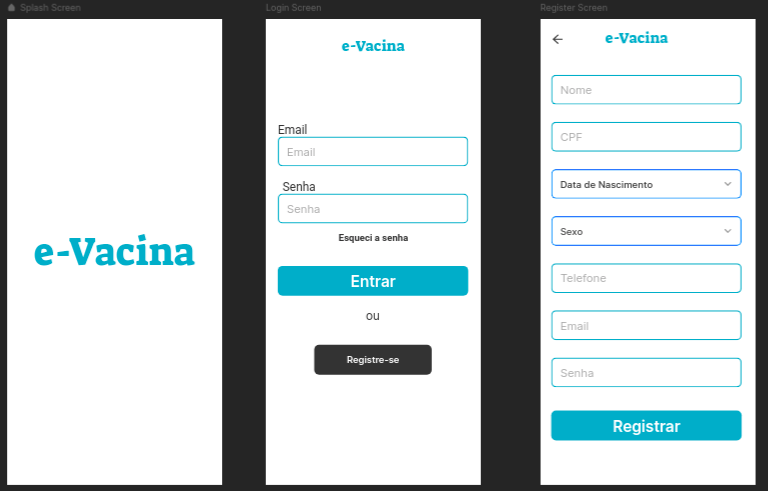 Splash Screen
e-Vacina
Login Screen
e-Vacina
Email
Email
Senha
Senha
Esqueci a senha
Entrar
ou
Registre-se
Register Screen
e-Vacina
Nome
CPF
Data de Nascimento
Sexo
Telefone
Email
Senha
Registrar